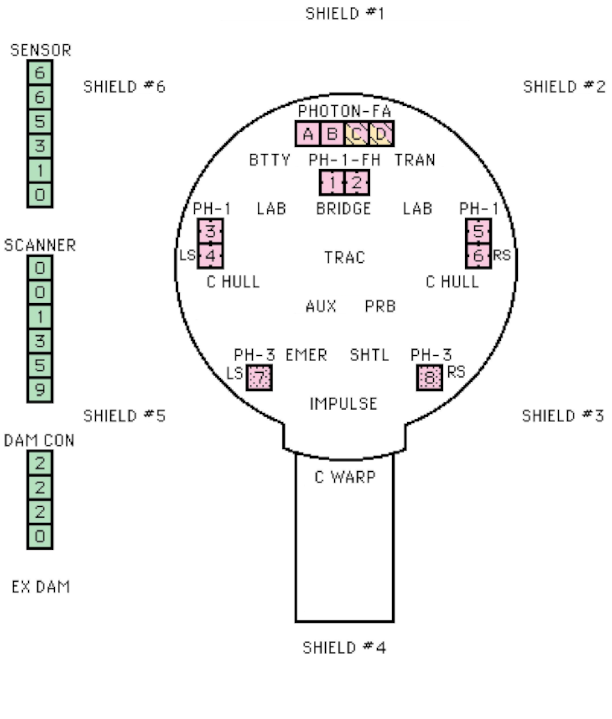 SHIELD #1
SENSOR
6
6
5
3
1
0
SHIELD #6
SHIELD #2
PHOTON-FA
A B C D
BTTY PH-1-FH TRAN
1 2
PH-1 LAB BRIDGE LAB PH-1
3
5
LS 4
6 RS
TRAC
SCANNER
0
0
1
3
5
9
C HULL
C HULL
AUX PRB
PH-3 EMER SHTL PH-3
LS 7
8 RS
IMPULSE
SHIELD #5
SHIELD #3
DAM CON
2
2
2
0
C WARP
EX DAM
SHIELD #4